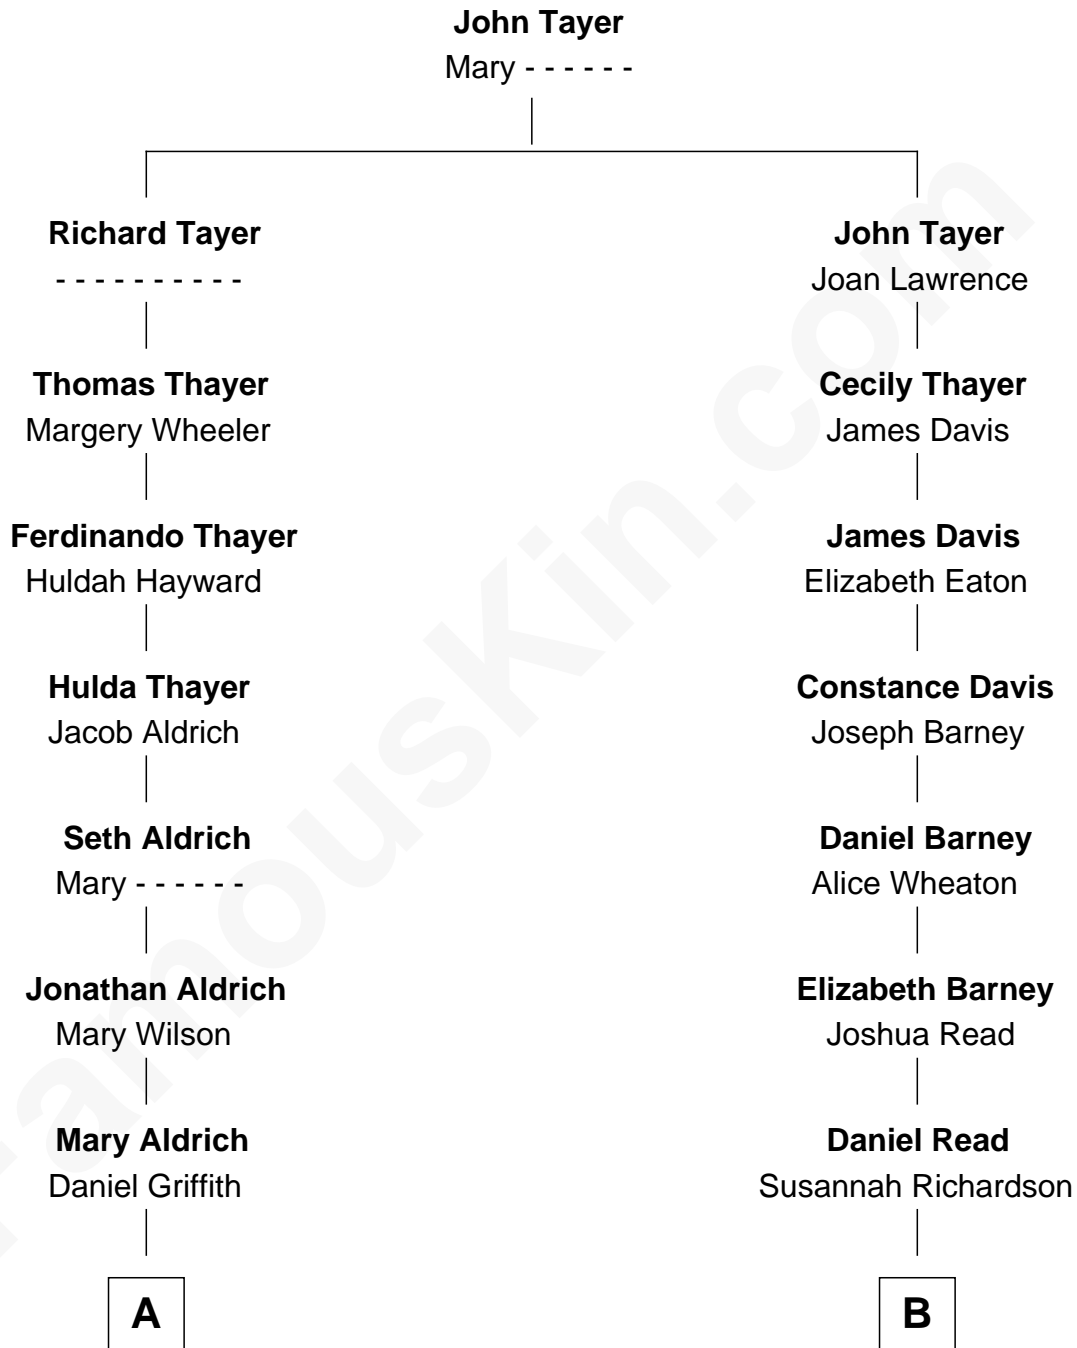 John Tayer
Mary - - - - - -
Richard Tayer
- - - - - - - - - -
John Tayer
Joan Lawrence
Thomas Thayer
Margery Wheeler
Cecily Thayer
James Davis
Ferdinando Thayer
Huldah Hayward
James Davis
Elizabeth Eaton
Hulda Thayer
Jacob Aldrich
Constance Davis
Joseph Barney
Seth Aldrich
Mary - - - - - -
Daniel Barney
Alice Wheaton
Jonathan Aldrich
Mary Wilson
Elizabeth Barney
Joshua Read
Mary Aldrich
Daniel Griffith
Daniel Read
Susannah Richardson
A
B
FamousKin.com